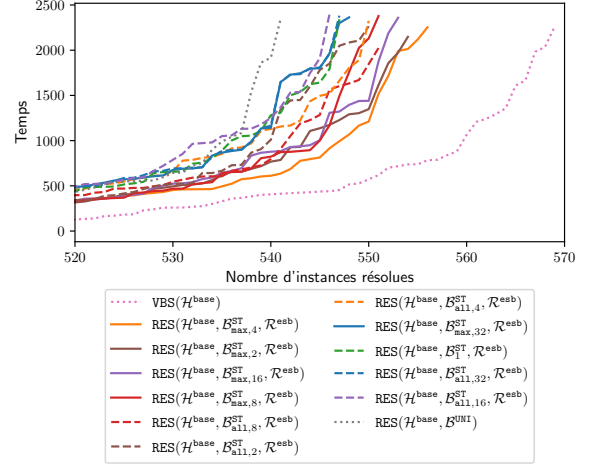 2500
2000
1500
1000
500
0
Temps
520 530 540 550 560 570
Nombre d'instances résolues
VBS(ℋ^base)
RES(ℋ^base, ℬ^ST_max,4, ℛ^esb)
RES(ℋ^base, ℬ^ST_max,2, ℛ^esb)
RES(ℋ^base, ℬ^ST_max,16, ℛ^esb)
RES(ℋ^base, ℬ^ST_max,8, ℛ^esb)
RES(ℋ^base, ℬ^ST_all,8, ℛ^esb)
RES(ℋ^base, ℬ^ST_all,2, ℛ^esb)
RES(ℋ^base, ℬ^ST_all,4, ℛ^esb)
RES(ℋ^base, ℬ^ST_max,32, ℛ^esb)
RES(ℋ^base, ℬ^ST_1, ℛ^esb)
RES(ℋ^base, ℬ^ST_all,32, ℛ^esb)
RES(ℋ^base, ℬ^ST_all,16, ℛ^esb)
RES(ℋ^base, ℬ^UNI)